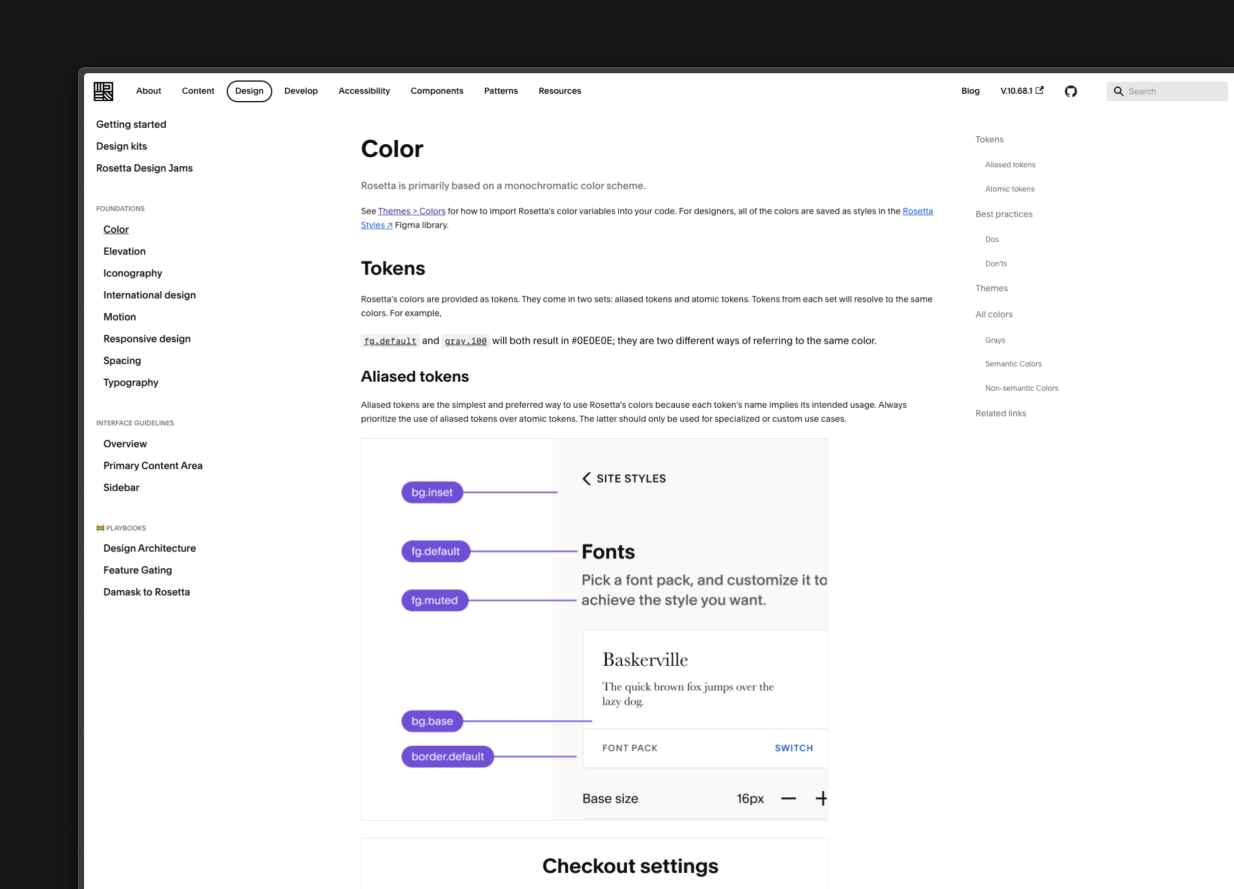 About Content Design Develop Accessibility Components Patterns Resources Blog V.10.68.1 Search
Getting started
Design kits
Rosetta Design Jams
FOUNDATIONS
Color
Elevation
Iconography
International design
Motion
Responsive design
Spacing
Typography
INTERFACE GUIDELINES
Overview
Primary Content Area
Sidebar
🚧 PLAYBOOKS
Design Architecture
Feature Gating
Damask to Rosetta
Color
Rosetta is primarily based on a monochromatic color scheme.
See Themes > Colors for how to import Rosetta's color variables into your code. For designers, all of the colors are saved as styles in the Rosetta
Styles ↗ Figma library.
Tokens
Rosetta's colors are provided as tokens. They come in two sets: aliased tokens and atomic tokens. Tokens from each set will resolve to the same
colors. For example,
fg.default and gray.100 will both result in #0E0E0E; they are two different ways of referring to the same color.
Aliased tokens
Aliased tokens are the simplest and preferred way to use Rosetta's colors because each token's name implies its intended usage. Always
prioritize the use of aliased tokens over atomic tokens. The latter should only be used for specialized or custom use cases.
SITE STYLES
bg.inset
fg.default
Fonts
Pick a font pack, and customize it to
fg.muted
achieve the style you want.
Baskerville
The quick brown fox jumps over the
lazy dog.
bg.base
FONT PACK SWITCH
border.default
Base size 16px
Checkout settings
Tokens
Aliased tokens
Atomic tokens
Best practices
Dos
Don'ts
Themes
All colors
Grays
Semantic Colors
Non-semantic Colors
Related links